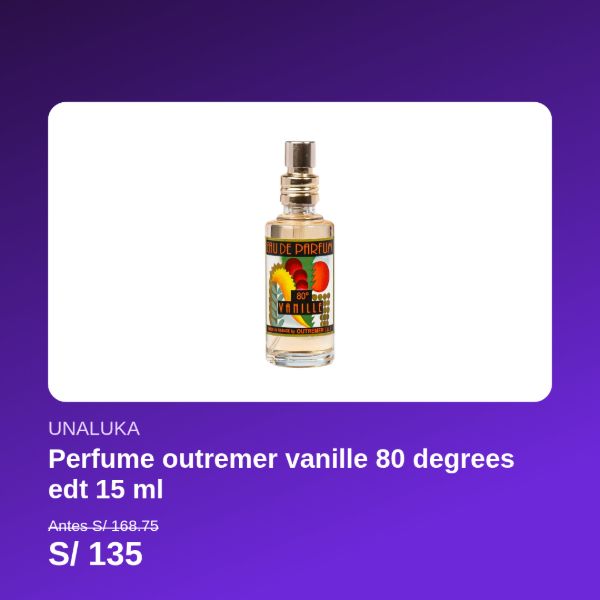 EAU DE PARFUM
80°
VANILLE
UNALUKA
Perfume outremer vanille 80 degrees
edt 15 ml
Antes S/ 168.75
S/ 135